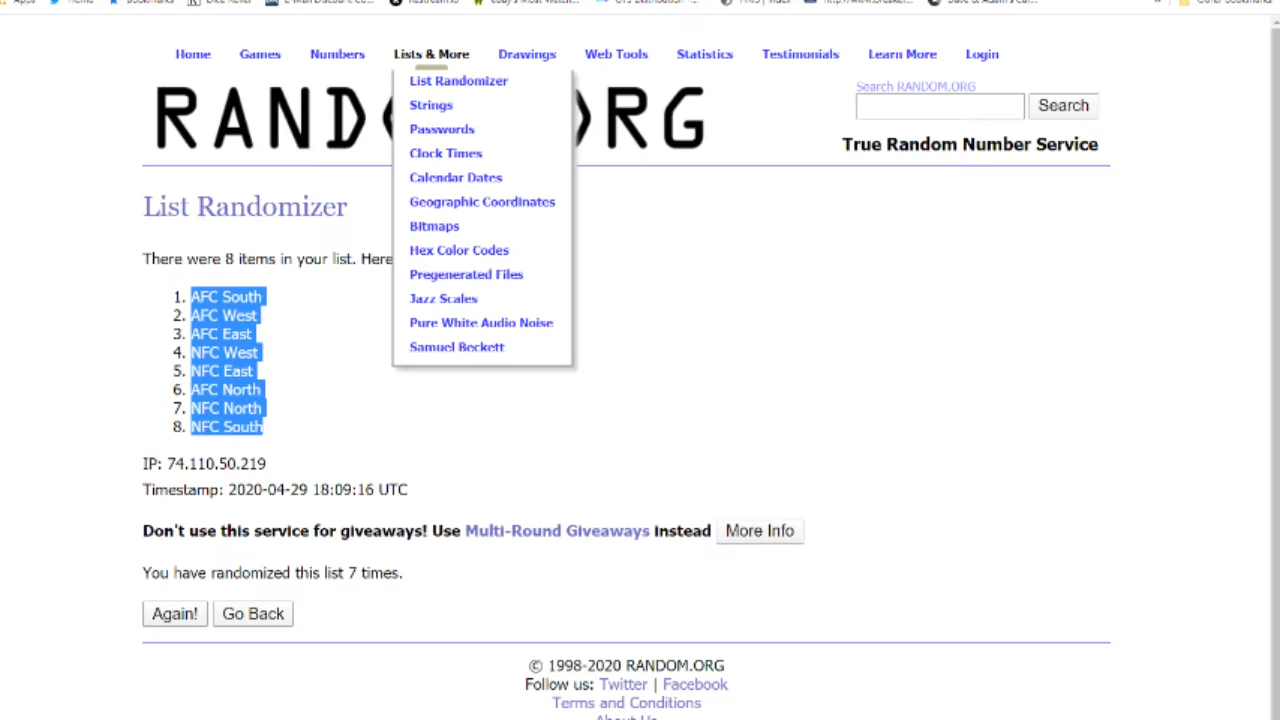 Home Games Numbers Lists & More Drawings Web Tools Statistics Testimonials Learn More Login
List Randomizer
Strings
Passwords
Clock Times
Calendar Dates
Geographic Coordinates
Bitmaps
Hex Color Codes
Pregenerated Files
Jazz Scales
Pure White Audio Noise
Samuel Beckett
Search RANDOM.ORG
Search
True Random Number Service
List Randomizer
There were 8 items in your list. Here
1. AFC South
2. AFC West
3. AFC East
4. NFC West
5. NFC East
6. AFC North
7. NFC North
8. NFC South
IP: 74.110.50.219
Timestamp: 2020-04-29 18:09:16 UTC
Don't use this service for giveaways! Use Multi-Round Giveaways instead More Info
You have randomized this list 7 times.
Again! Go Back
© 1998-2020 RANDOM.ORG
Follow us: Twitter | Facebook
Terms and Conditions
About Us